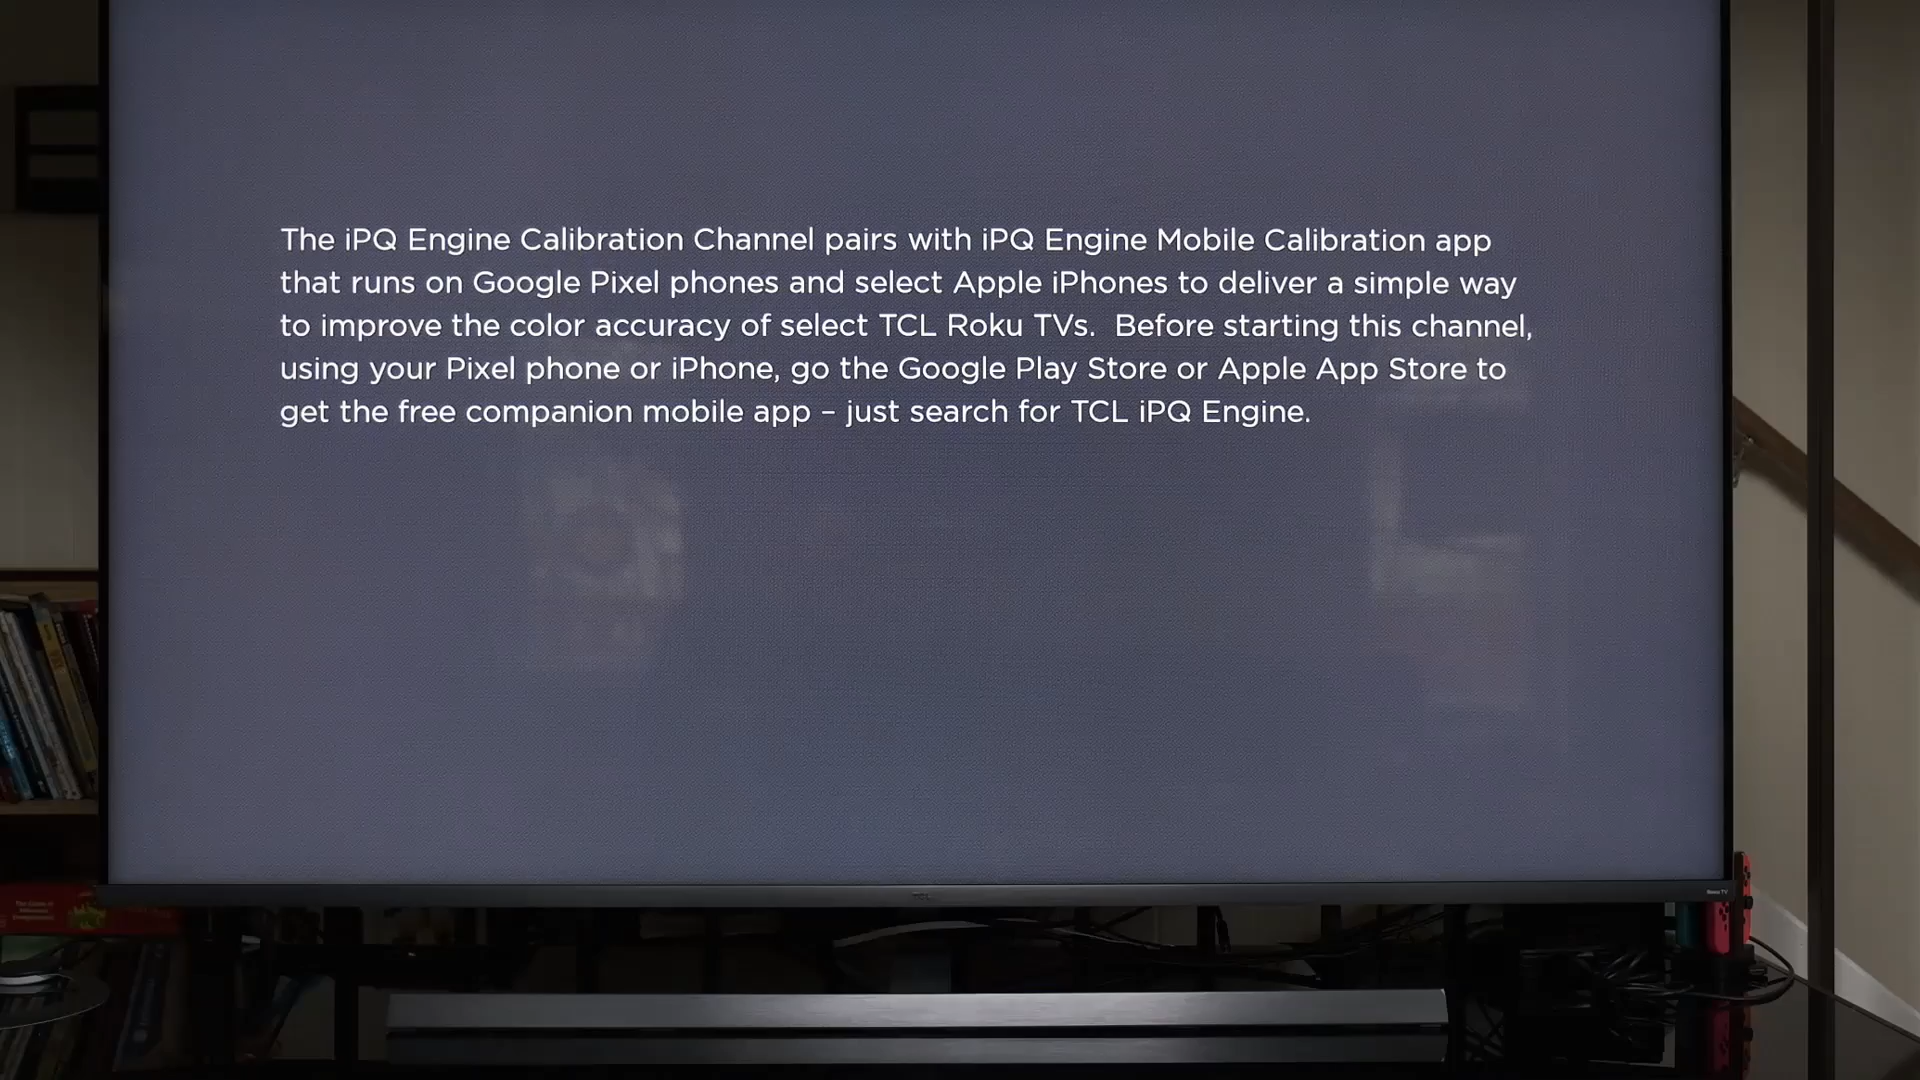 The iPQ Engine Calibration Channel pairs with iPQ Engine Mobile Calibration app
that runs on Google Pixel phones and select Apple iPhones to deliver a simple way
to improve the color accuracy of select TCL Roku TVs.  Before starting this channel,
using your Pixel phone or iPhone, go the Google Play Store or Apple App Store to
get the free companion mobile app – just search for TCL iPQ Engine.
TCL
Roku TV